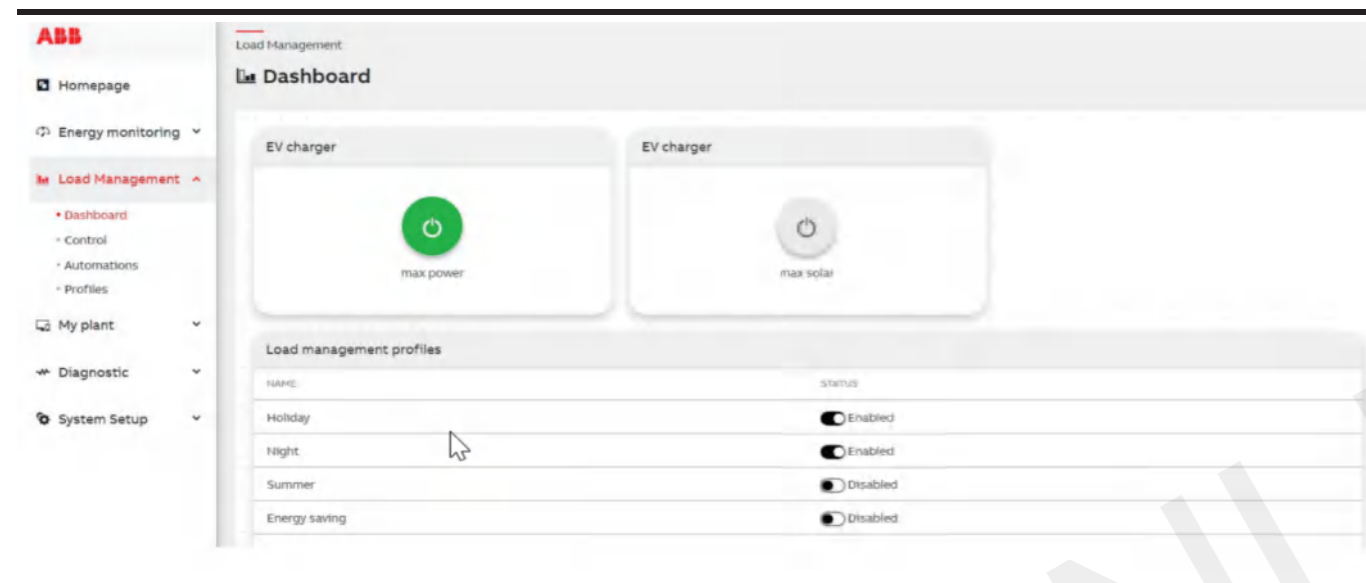 ABB
Homepage
Energy monitoring
Load Management
Dashboard
Control
Automations
Profiles
My plant
Diagnostic
System Setup
Load Management
Dashboard
EV charger
max power
EV charger
max solar
Load management profiles
NAME STATUS
Holiday Enabled
Night Enabled
Summer Disabled
Energy saving Disabled